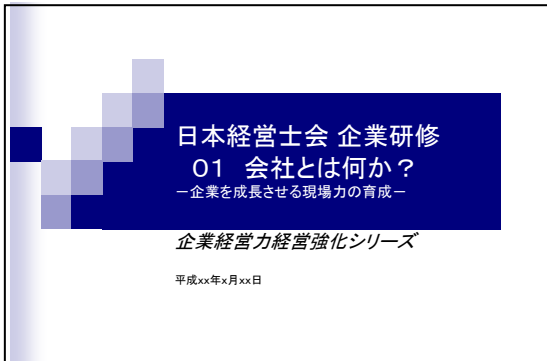 日本経営士会 企業研修
01 会社とは何か？
－企業を成長させる現場力の育成－
企業経営力経営強化シリーズ
平成xx年x月xx日